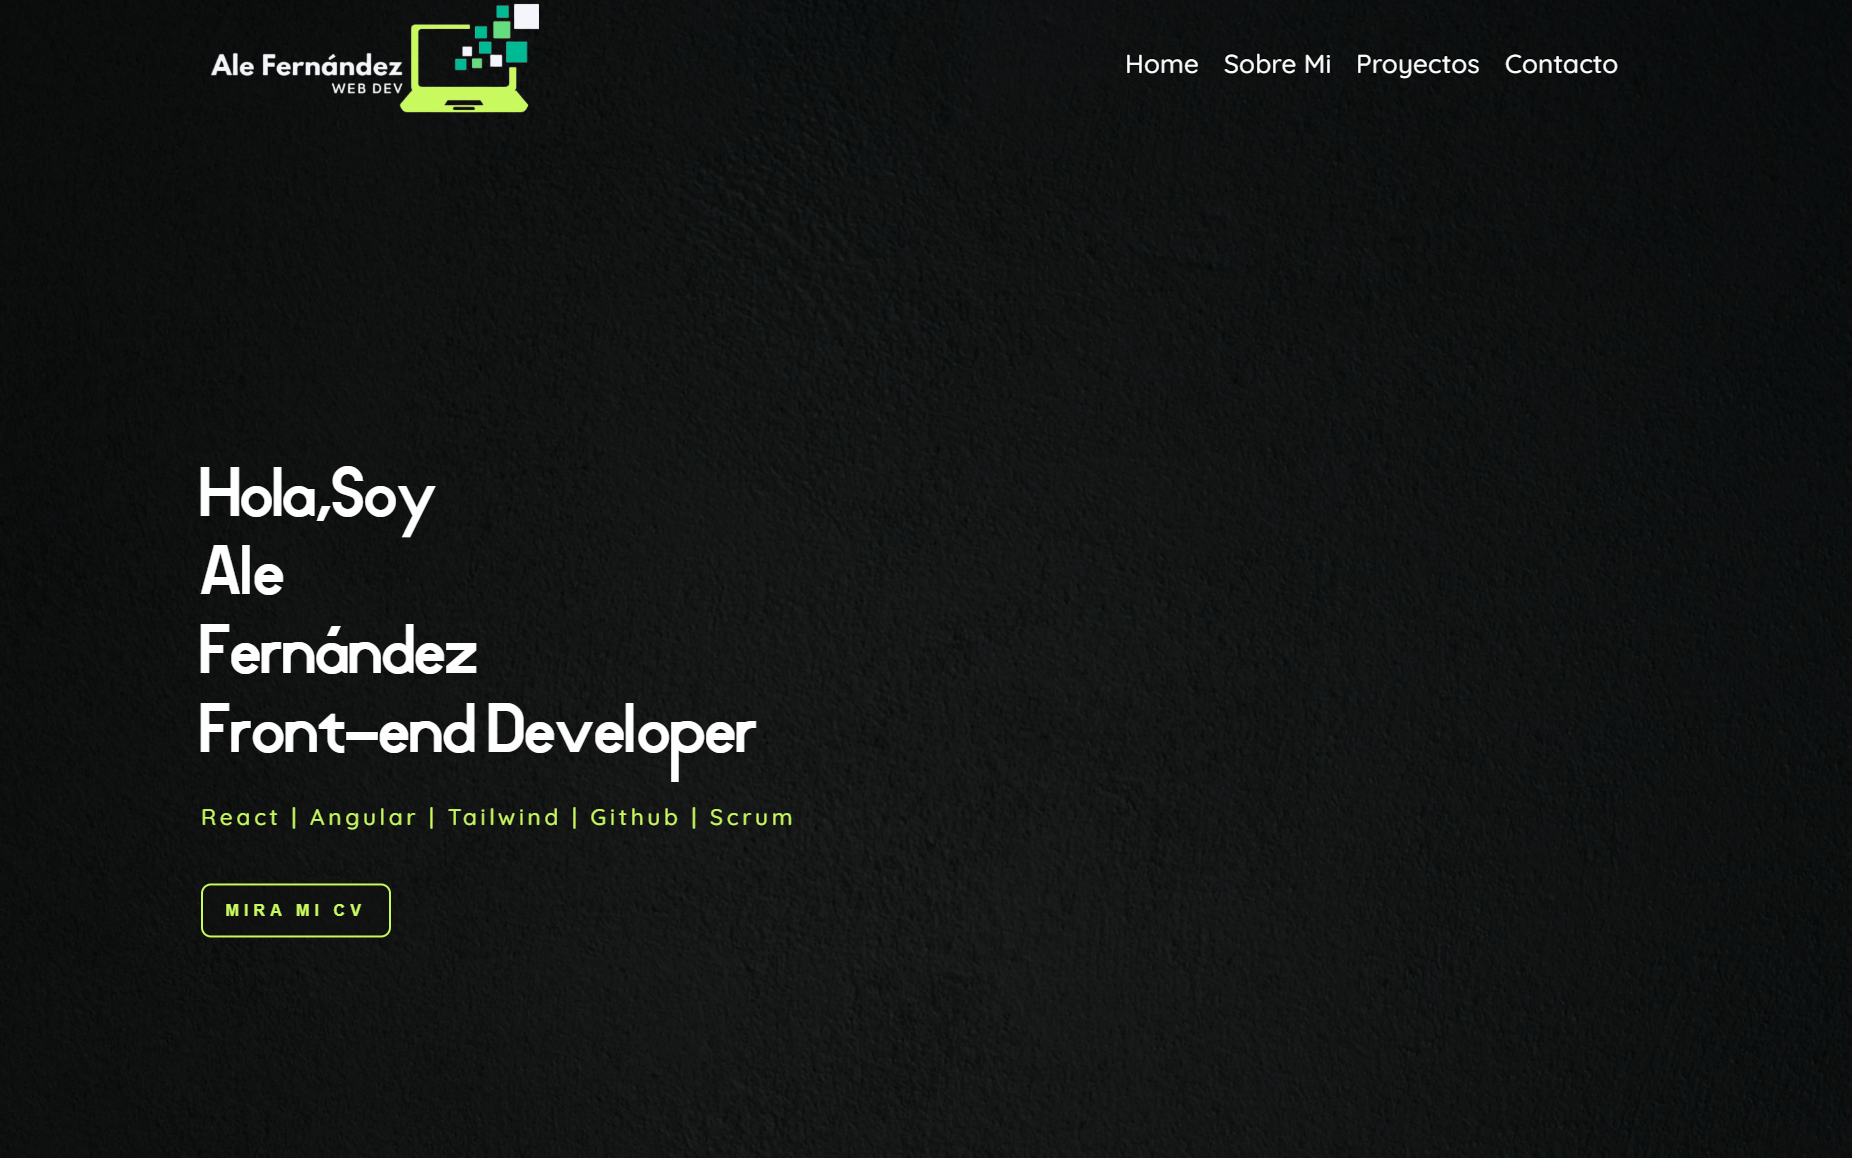 Ale Fernández
WEB DEV
Home Sobre Mi Proyectos Contacto
Hola,Soy
Ale
Fernández
Front-end Developer
React | Angular | Tailwind | Github | Scrum
MIRA MI CV